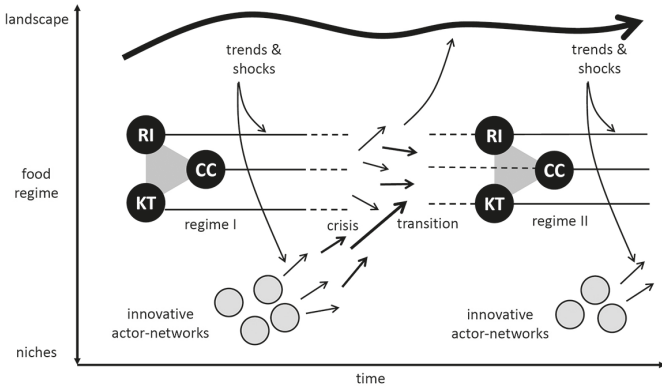 landscape
trends &
shocks
trends &
shocks
RI
CC
KT
RI
CC
KT
food
regime
regime I
crisis
transition
regime II
innovative
actor-networks
innovative
actor-networks
niches
time